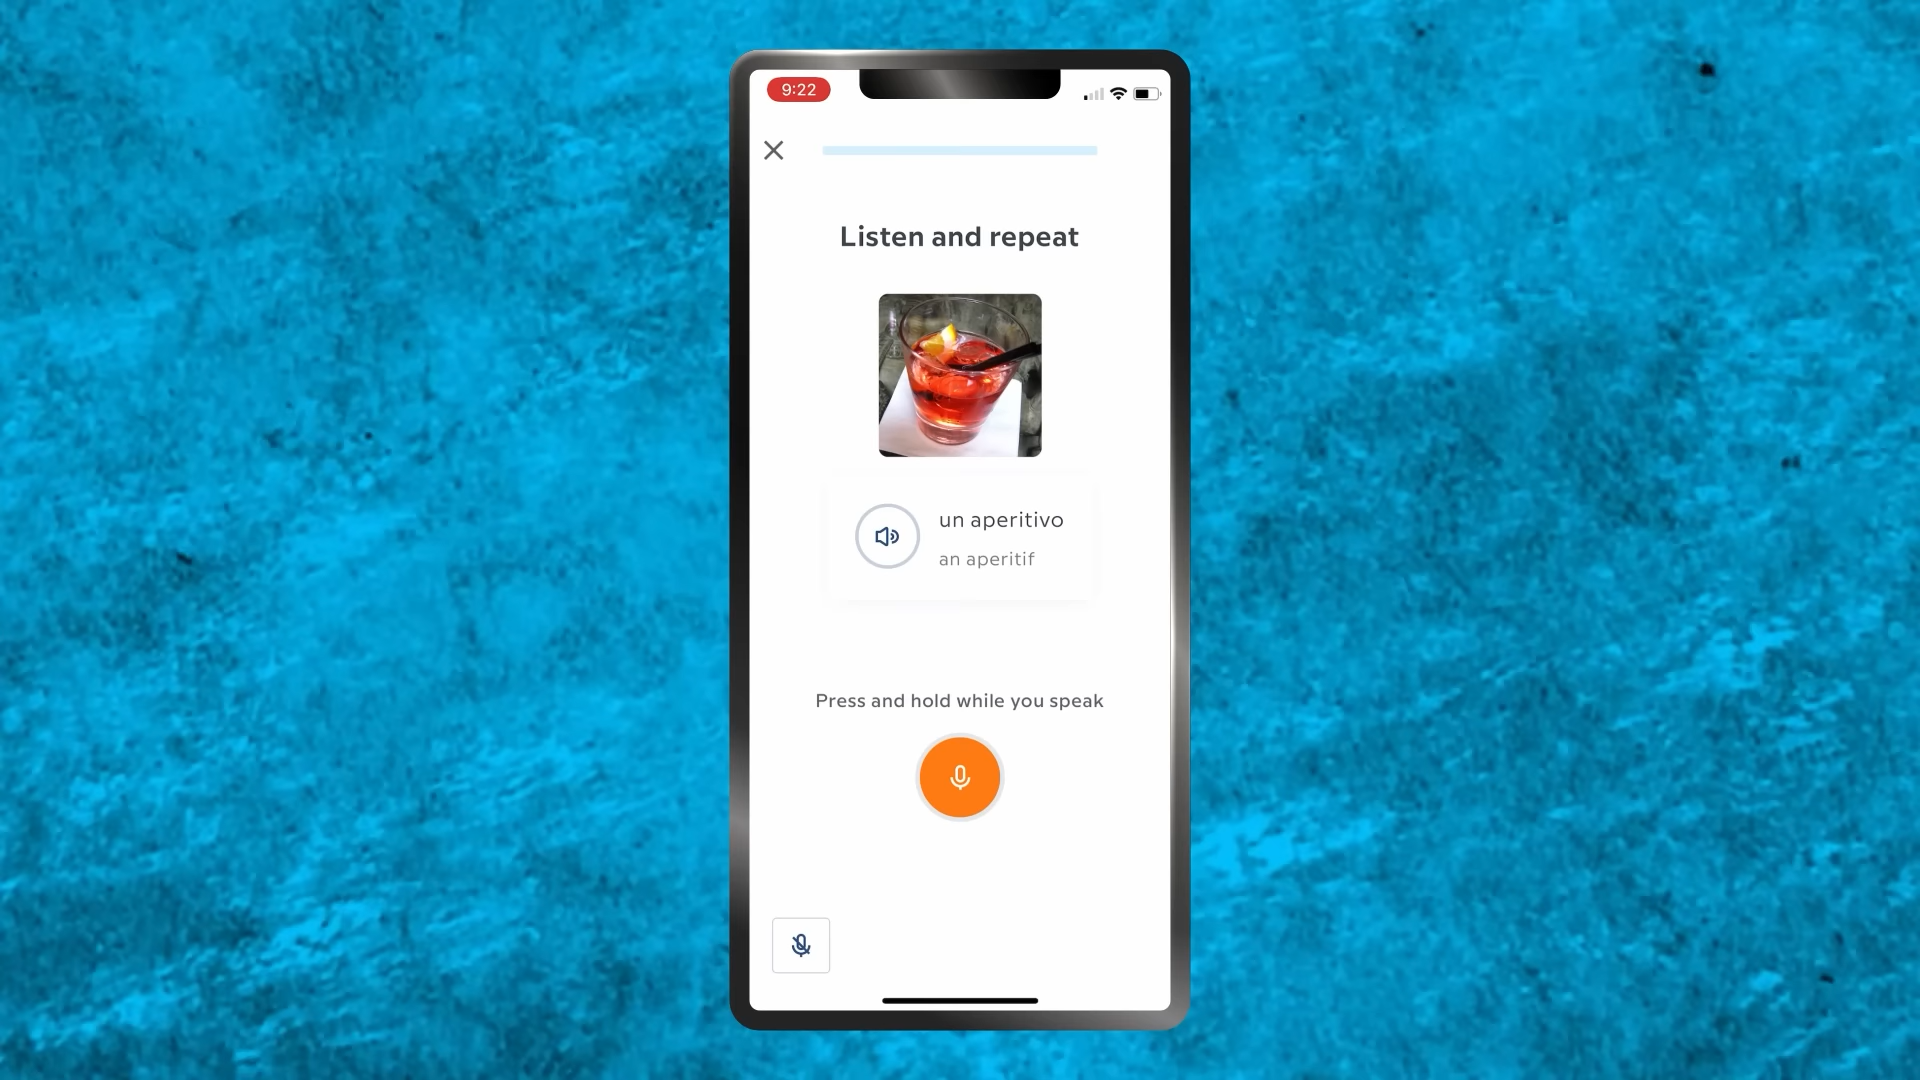 9:22
Listen and repeat
un aperitivo
an aperitif
Press and hold while you speak